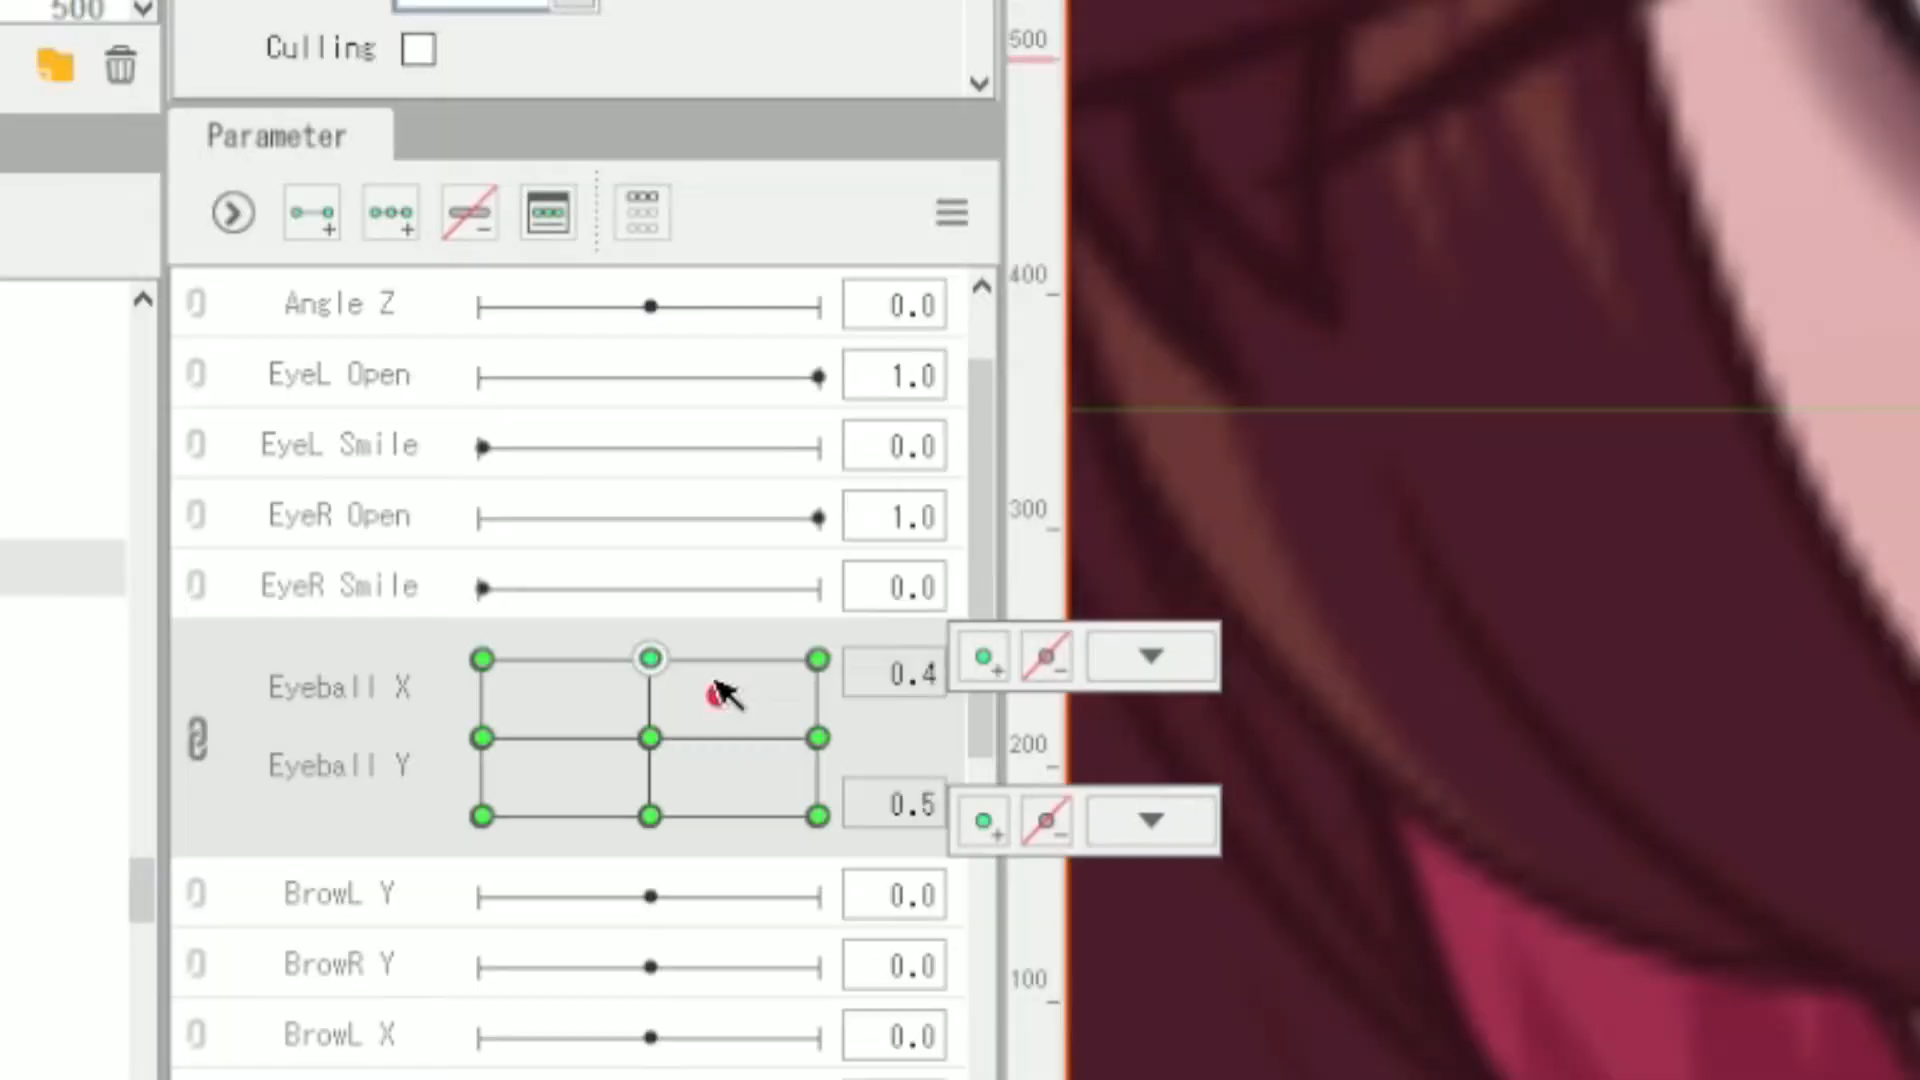 500
Culling
500
Parameter
400
Angle Z 0.0
EyeL Open 1.0
EyeL Smile 0.0
300
EyeR Open 1.0
EyeR Smile 0.0
Eyeball X 0.4
200
Eyeball Y 0.5
BrowL Y 0.0
BrowR Y 0.0
100
BrowL X 0.0